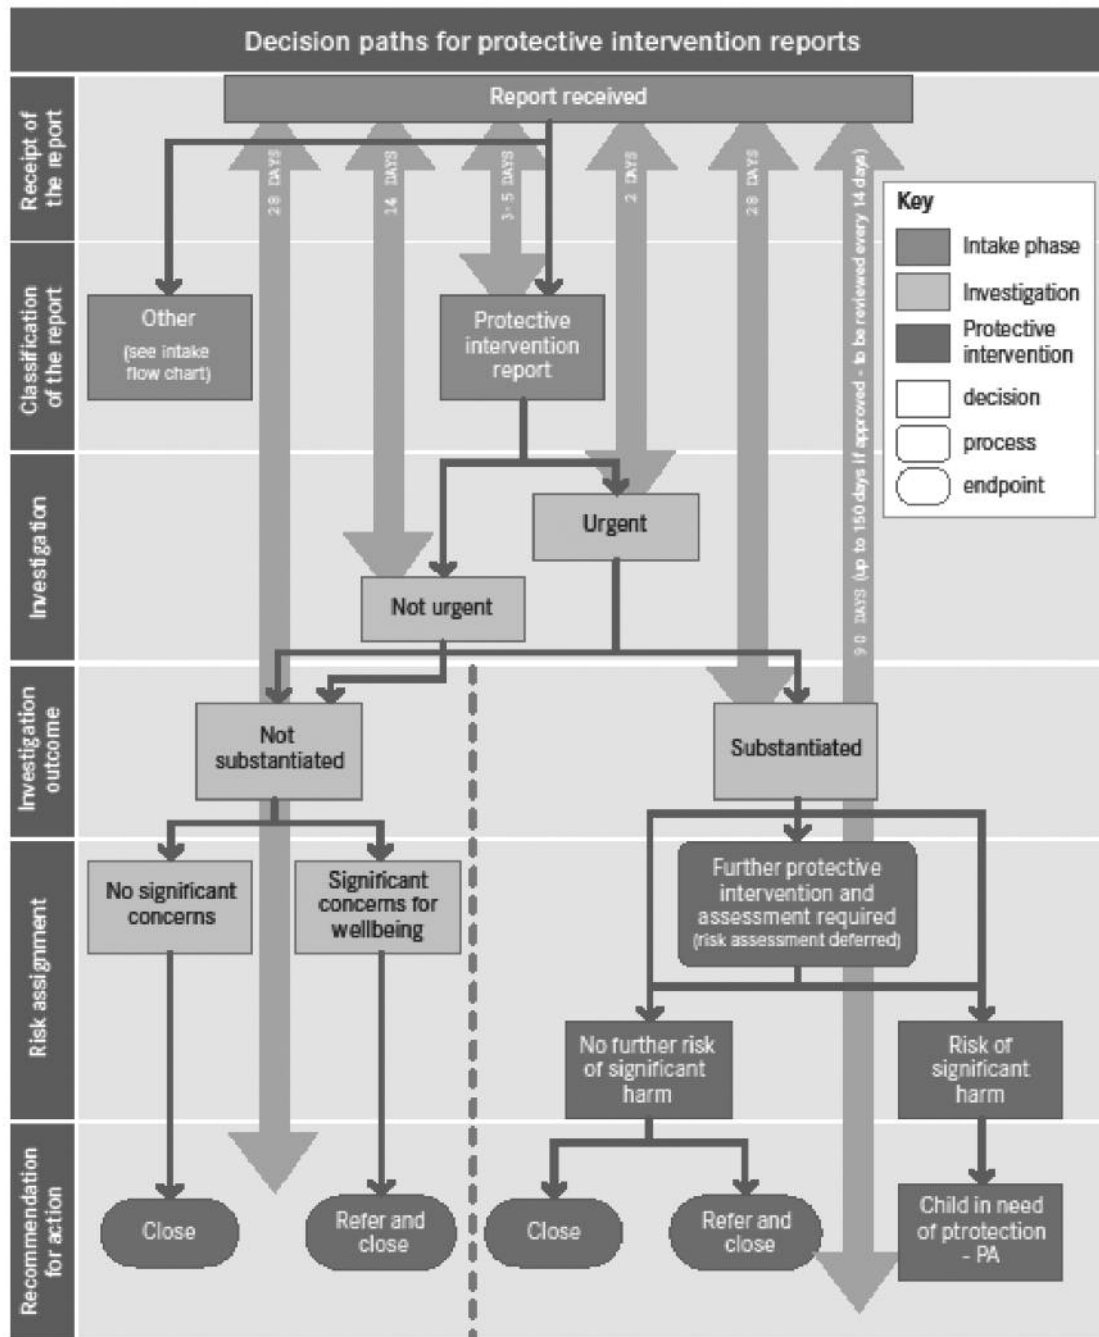 Decision paths for protective intervention reports
Receipt of
the report
Report received
28 DAYS
14 DAYS
3-5 DAYS
2 DAYS
28 DAYS
90 DAYS (up to 150 days if approved - to be reviewed every 14 days)
Key
Intake phase
Investigation
Protective
intervention
decision
process
endpoint
Classification
of the report
Other
(see intake
flow chart)
Protective
intervention
report
Investigation
Urgent
Not urgent
Investigation
outcome
Not
substantiated
Substantiated
Risk assignment
No significant
concerns
Significant
concerns for
wellbeing
Further protective
intervention and
assessment required
(risk assessment deferred)
No further risk
of significant
harm
Risk of
significant
harm
Recommendation
for action
Close
Refer and
close
Close
Refer and
close
Child in need
of ptrotection
- PA